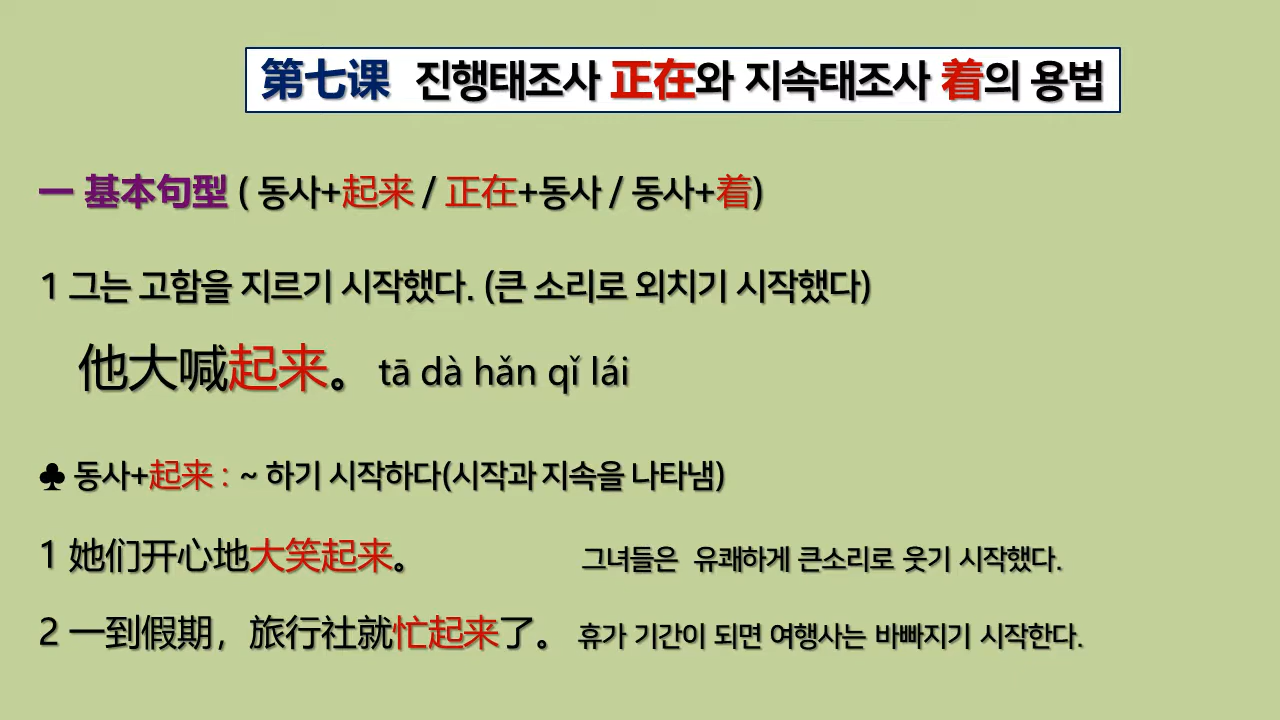 第七课 진행태조사 正在와 지속태조사 着의 용법
一 基本句型 ( 동사+起来 / 正在+동사 / 동사+着)
1 그는 고함을 지르기 시작했다. (큰 소리로 외치기 시작했다)
他大喊起来。 tā dà hǎn qǐ lái
♣ 동사+起来 : ~ 하기 시작하다(시작과 지속을 나타냄)
1 她们开心地大笑起来。 그녀들은 유쾌하게 큰소리로 웃기 시작했다.
2 一到假期，旅行社就忙起来了。 휴가 기간이 되면 여행사는 바빠지기 시작한다.